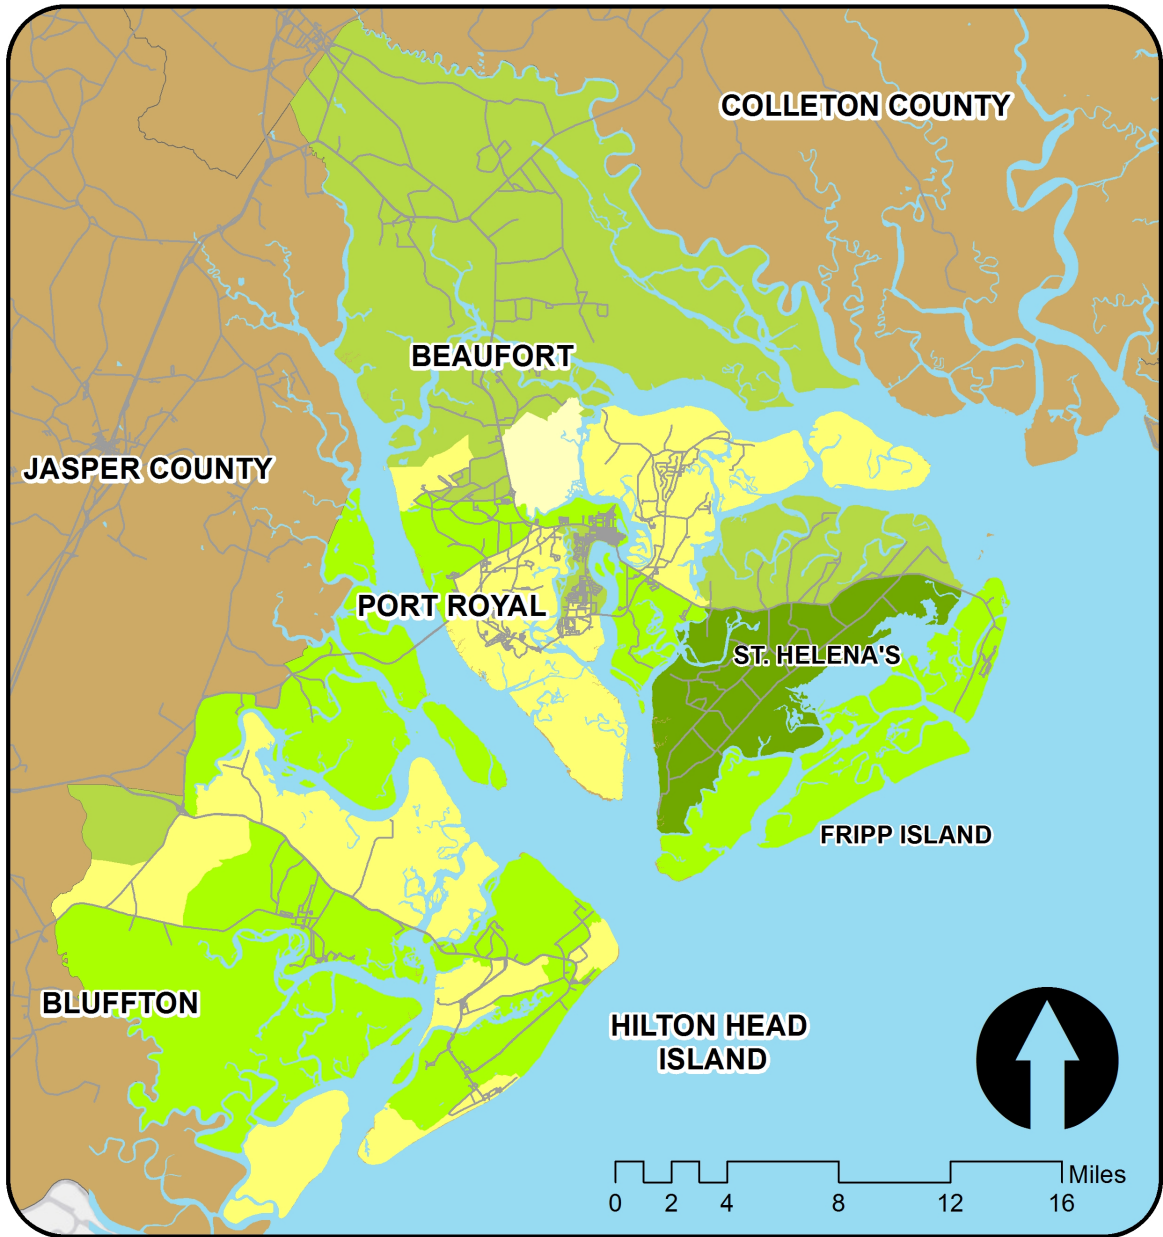 COLLETON COUNTY
BEAUFORT
JASPER COUNTY
PORT ROYAL
ST. HELENA'S
FRIPP ISLAND
BLUFFTON
HILTON HEAD
ISLAND
Miles
0 2 4 8 12 16